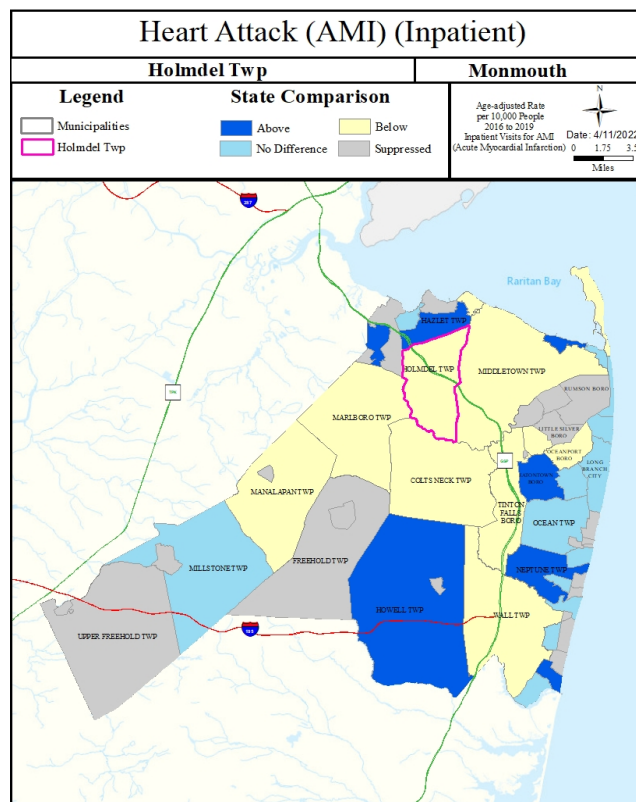 Heart Attack (AMI) (Inpatient)
Holmdel Twp
Monmouth
Legend
Municipalities
Holmdel Twp
State Comparison
Above
Below
No Difference
Suppressed
Age-adjusted Rate
per 10,000 People
2016 to 2019
Inpatient Visits for AMI
(Acute Myocardial Infarction)
N
Date: 4/11/2022
0 1.75 3.5
Miles
287
Raritan Bay
HAZLET TWP
HOLMDEL TWP
MIDDLETOWN TWP
RUMSON BORO
MARLBORO TWP
LITTLE SILVER
BORO
OCEANPORT
BORO
LONG
BRANCH
CITY
GSP
COLTS NECK TWP
MANALAPAN TWP
TINTON
FALLS
BORO
OCEAN TWP
FREEHOLD TWP
MILLSTONE TWP
NEPTUNE TWP
HOWELL TWP
WALL TWP
195
UPPER FREEHOLD TWP